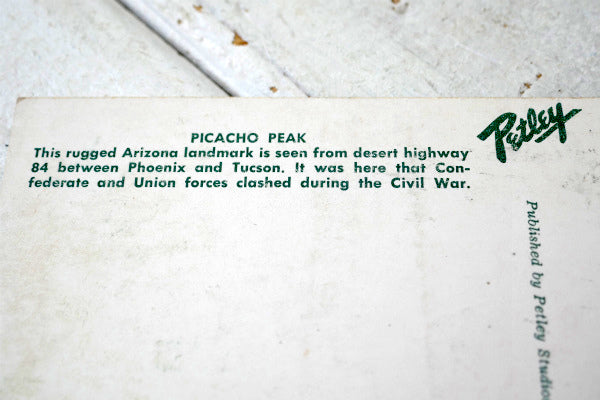 PICACHO PEAK
This rugged Arizona landmark is seen from desert highway
84 between Phoenix and Tucson. It was here that Con-
federate and Union forces clashed during the Civil War.
Petley
Published by Petley Studios